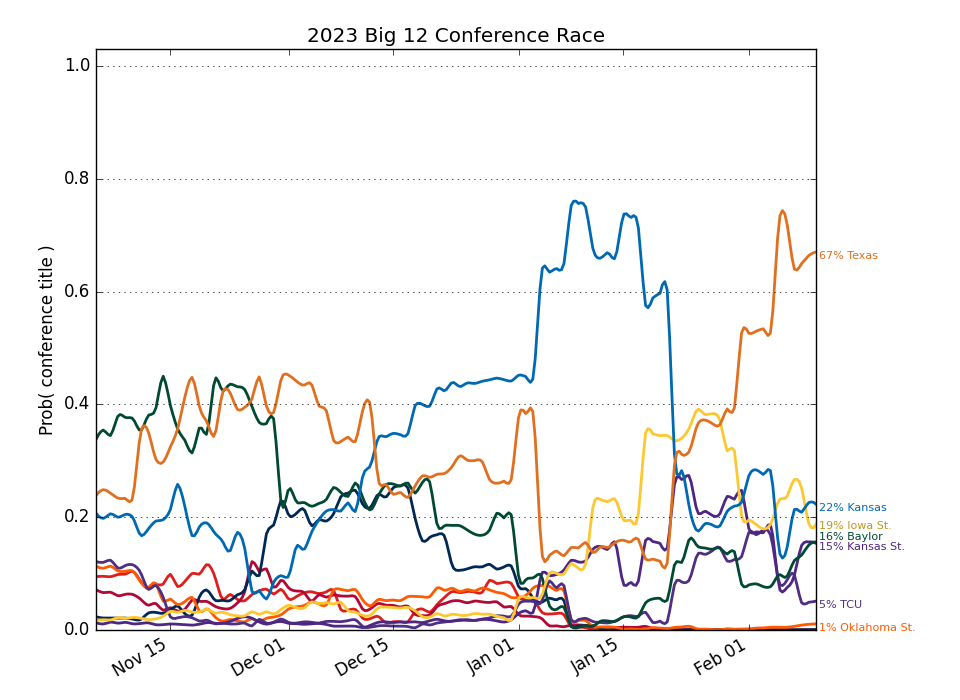 2023 Big 12 Conference Race
Prob( conference title )
1.0
0.8
0.6
0.4
0.2
0.0
67% Texas
22% Kansas
19% Iowa St.
16% Baylor
15% Kansas St.
5% TCU
1% Oklahoma St.
Nov 15
Dec 01
Dec 15
Jan 01
Jan 15
Feb 01